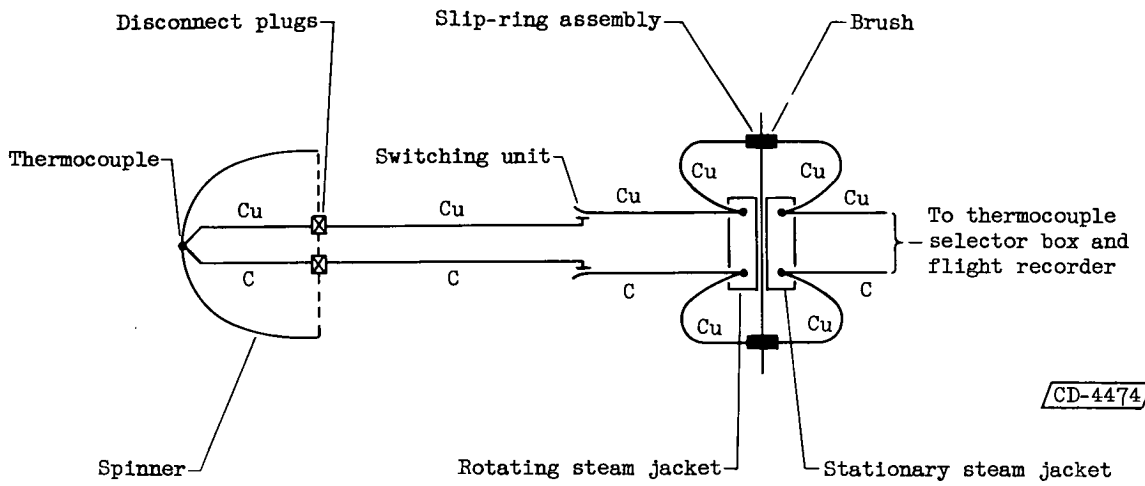 Disconnect plugs
Slip-ring assembly
Brush
Thermocouple
Switching unit
Cu
Cu
Cu
Cu
Cu
Cu
To thermocouple
selector box and
flight recorder
C
C
C
C
Cu
Cu
CD-4474
Spinner
Rotating steam jacket
Stationary steam jacket